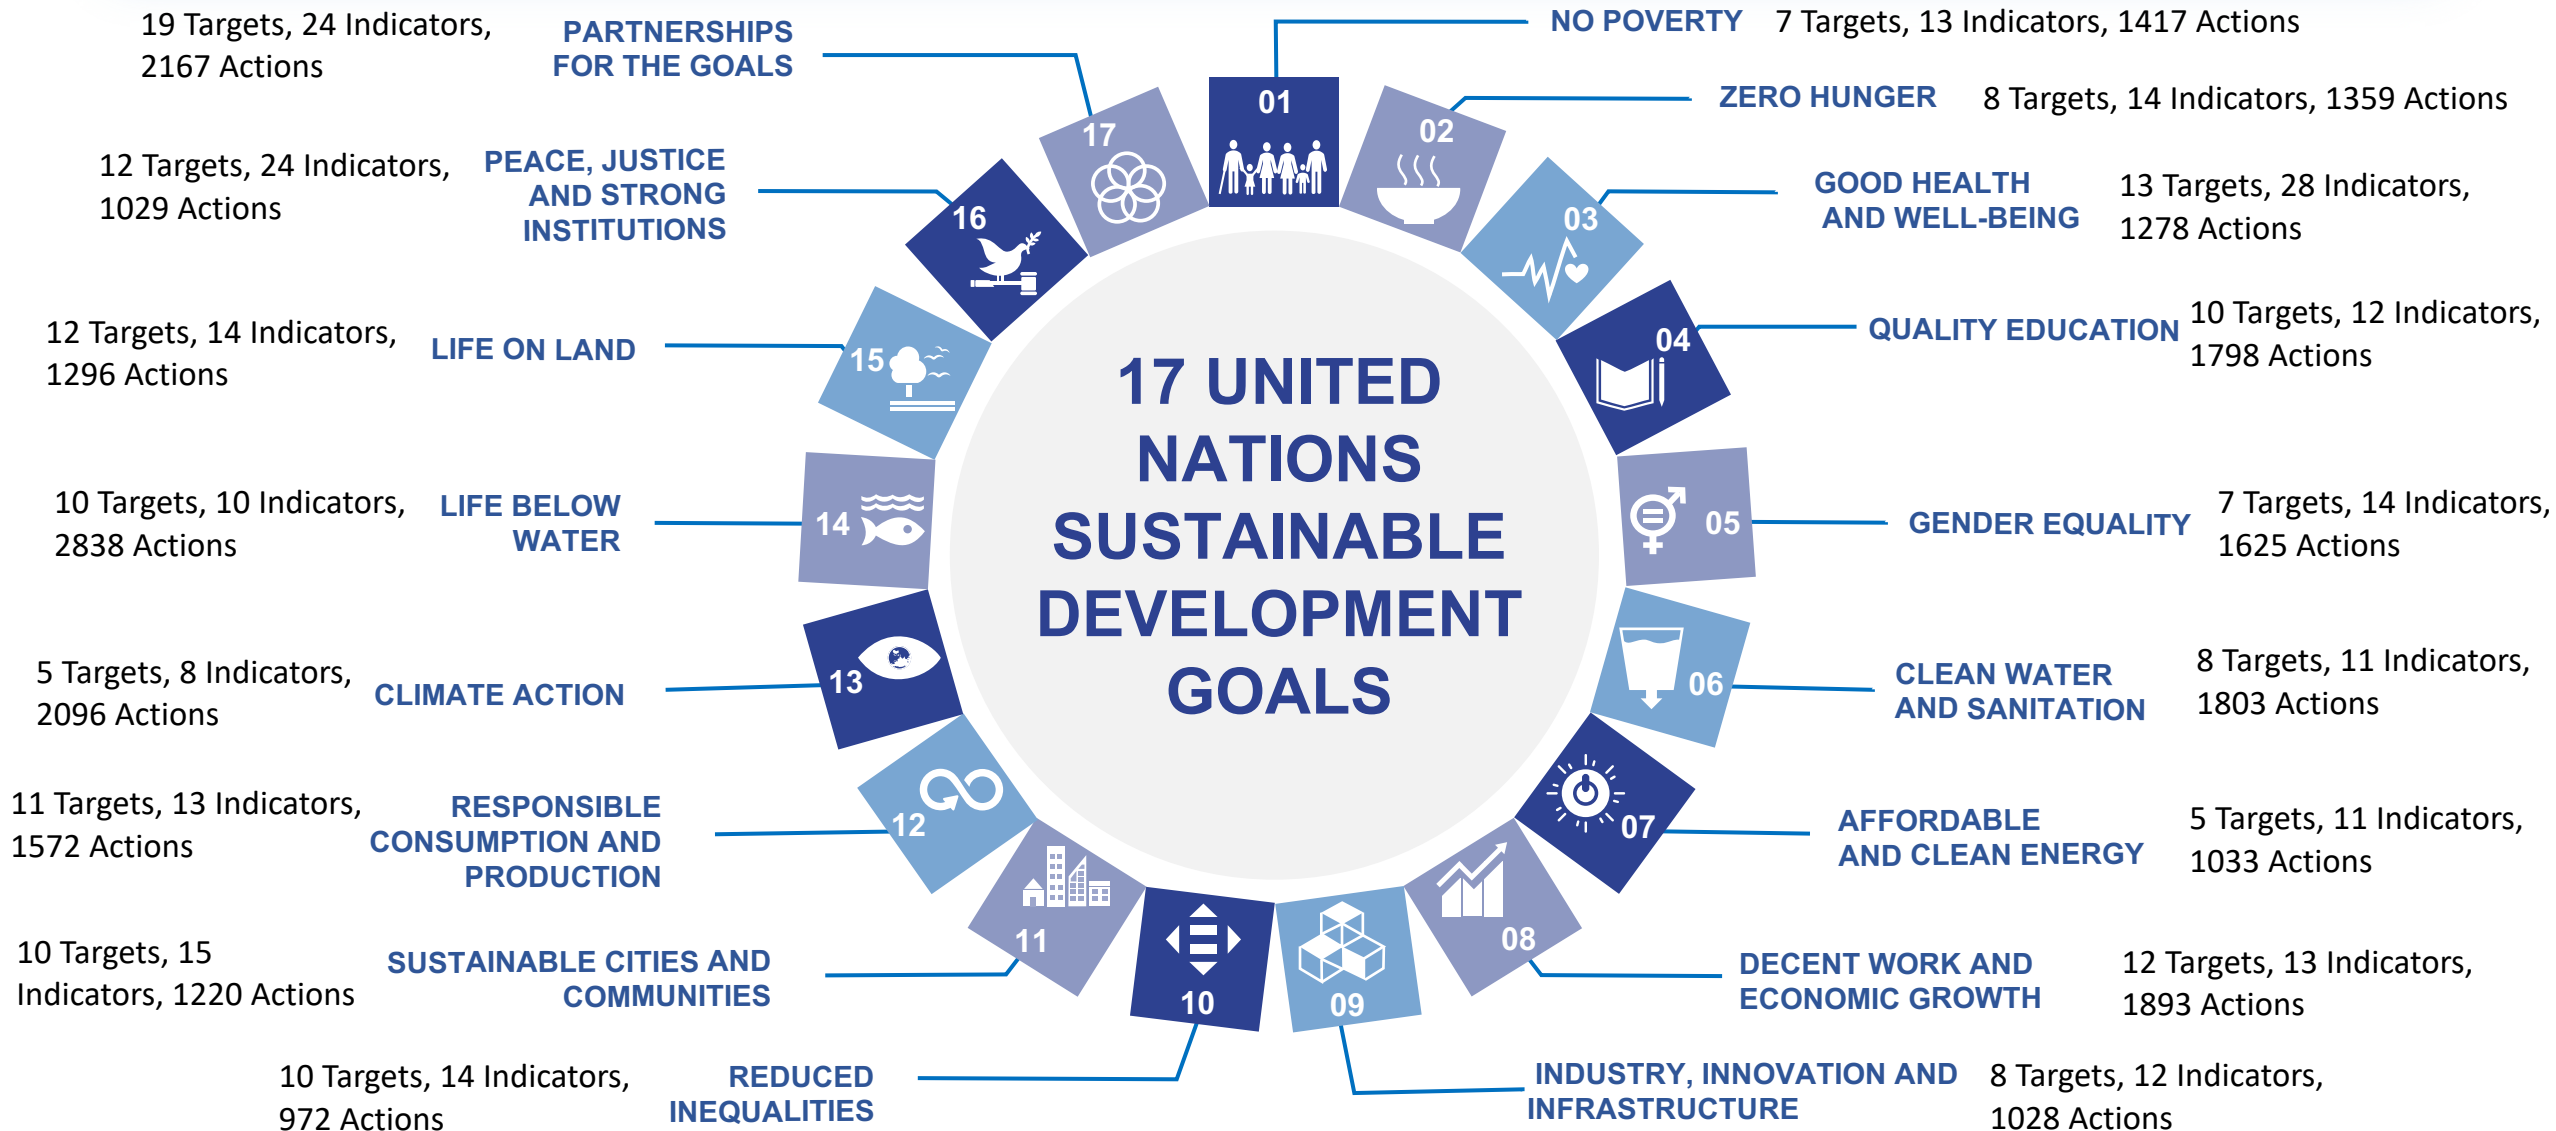 17 UNITED
NATIONS
SUSTAINABLE
DEVELOPMENT
GOALS
01
NO POVERTY
7 Targets, 13 Indicators, 1417 Actions
02
ZERO HUNGER
8 Targets, 14 Indicators, 1359 Actions
03
GOOD HEALTH
AND WELL-BEING
13 Targets, 28 Indicators,
1278 Actions
04
QUALITY EDUCATION
10 Targets, 12 Indicators,
1798 Actions
05
GENDER EQUALITY
7 Targets, 14 Indicators,
1625 Actions
06
CLEAN WATER
AND SANITATION
8 Targets, 11 Indicators,
1803 Actions
07
AFFORDABLE
AND CLEAN ENERGY
5 Targets, 11 Indicators,
1033 Actions
08
DECENT WORK AND
ECONOMIC GROWTH
12 Targets, 13 Indicators,
1893 Actions
09
INDUSTRY, INNOVATION AND
INFRASTRUCTURE
8 Targets, 12 Indicators,
1028 Actions
10
REDUCED
INEQUALITIES
10 Targets, 14 Indicators,
972 Actions
11
SUSTAINABLE CITIES AND
COMMUNITIES
10 Targets, 15
Indicators, 1220 Actions
12
RESPONSIBLE
CONSUMPTION AND
PRODUCTION
11 Targets, 13 Indicators,
1572 Actions
13
CLIMATE ACTION
5 Targets, 8 Indicators,
2096 Actions
14
LIFE BELOW
WATER
10 Targets, 10 Indicators,
2838 Actions
15
LIFE ON LAND
12 Targets, 14 Indicators,
1296 Actions
16
PEACE, JUSTICE
AND STRONG
INSTITUTIONS
12 Targets, 24 Indicators,
1029 Actions
17
PARTNERSHIPS
FOR THE GOALS
19 Targets, 24 Indicators,
2167 Actions